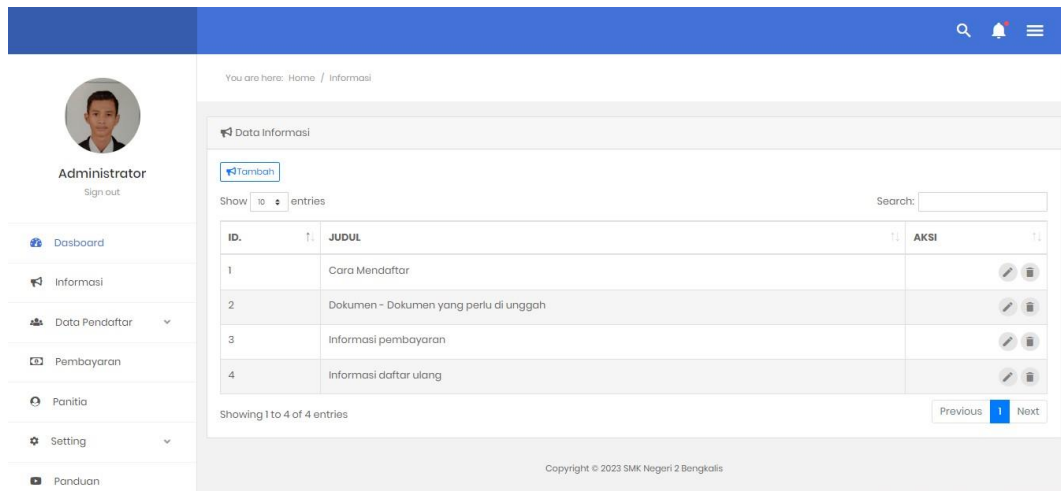 You are here: Home / Informasi
Administrator
Sign out
Dasboard
Informasi
Data Pendaftar
Pembayaran
Panitia
Setting
Panduan
Data Informasi
Tambah
Show 10 entries
Search:
ID. JUDUL AKSI
1 Cara Mendaftar
2 Dokumen - Dokumen yang perlu di unggah
3 Informasi pembayaran
4 Informasi daftar ulang
Showing 1 to 4 of 4 entries
Previous 1 Next
Copyright © 2023 SMK Negeri 2 Bengkalis